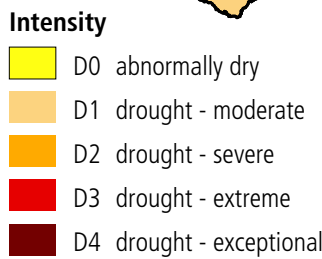 Intensity
D0 abnormally dry
D1 drought - moderate
D2 drought - severe
D3 drought - extreme
D4 drought - exceptional